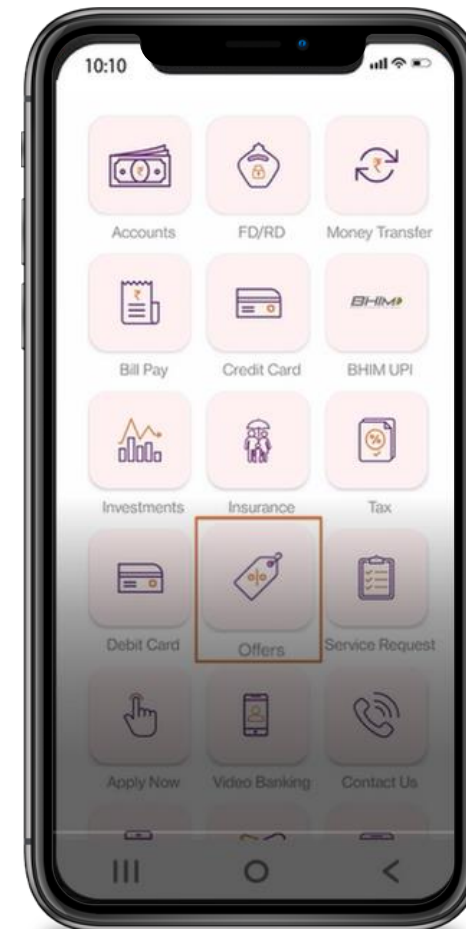 10:10
Accounts FD/RD Money Transfer
BHIM
Bill Pay Credit Card BHIM UPI
Investments Insurance Tax
Debit Card Offers Service Request
Apply Now Video Banking Contact Us